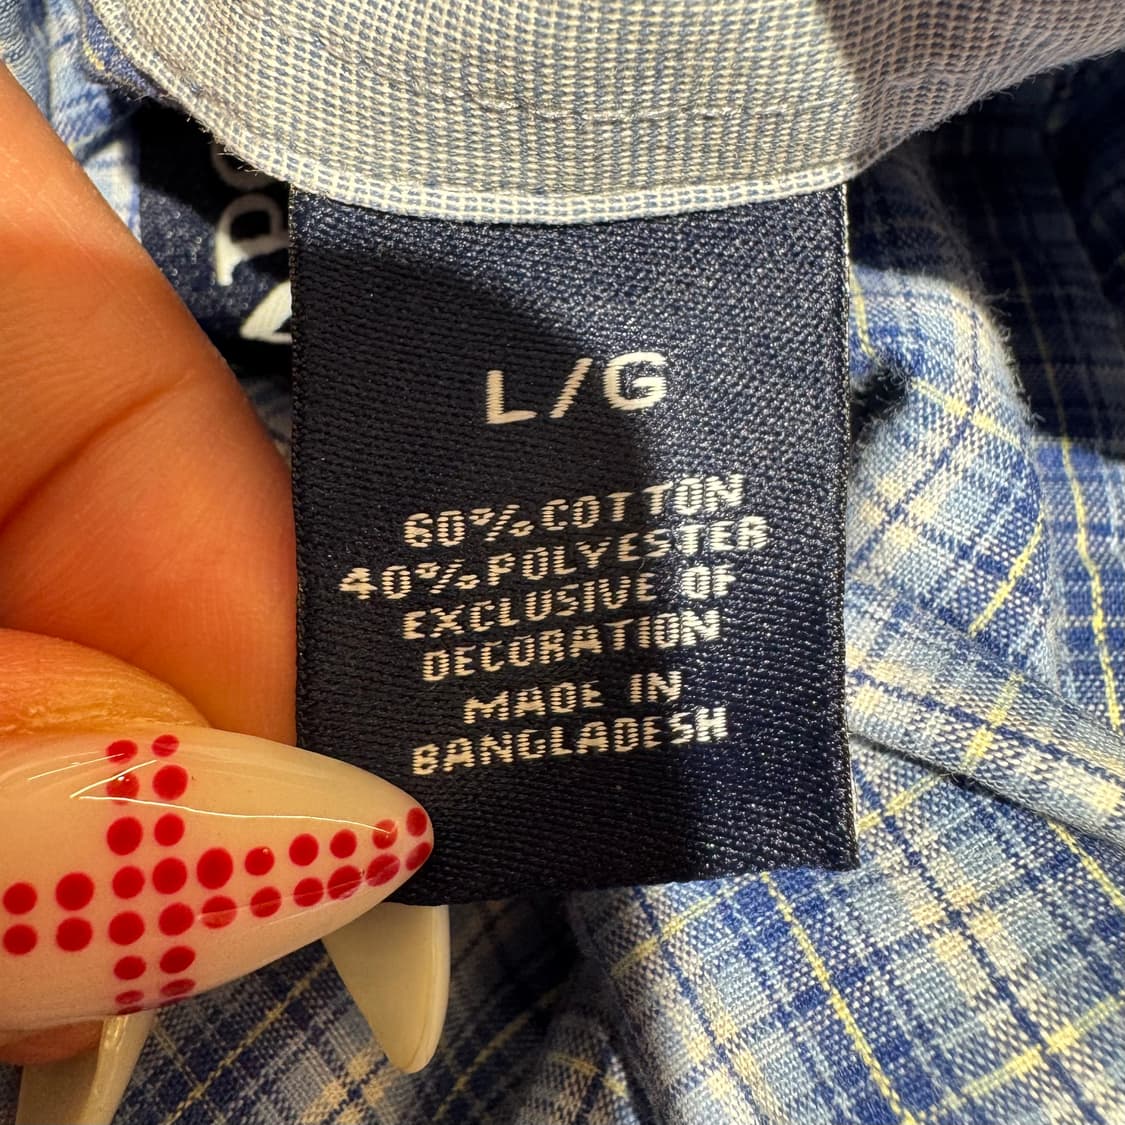 L/G
60% COTTON
40% POLYESTER
EXCLUSIVE OF
DECORATION
MADE IN
BANGLADESH